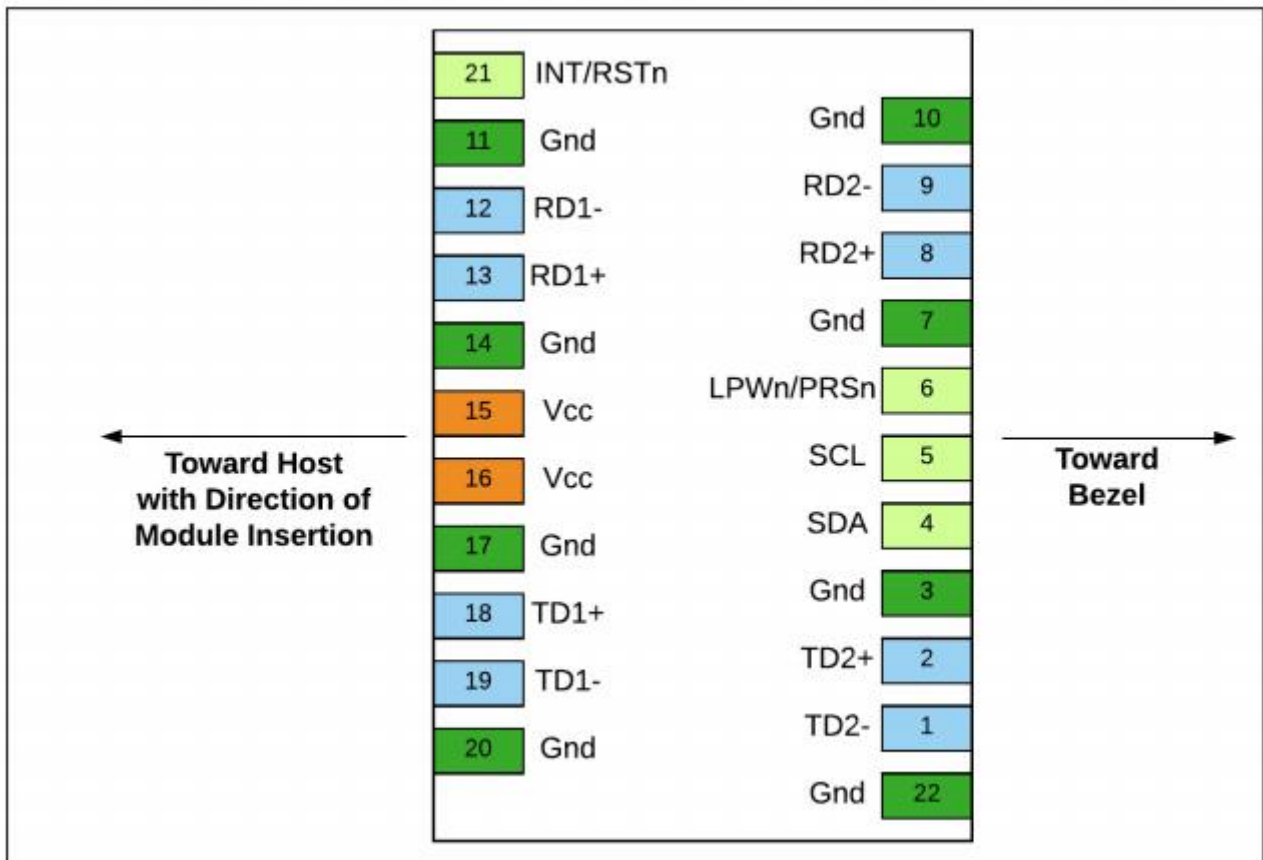 21 INT/RSTn
Gnd 10
11 Gnd
RD2- 9
12 RD1-
RD2+ 8
13 RD1+
Gnd 7
14 Gnd
LPWn/PRSn 6
15 Vcc
SCL 5
16 Vcc
SDA 4
17 Gnd
Gnd 3
18 TD1+
TD2+ 2
19 TD1-
TD2- 1
20 Gnd
Gnd 22
Toward Host
with Direction of
Module Insertion
Toward
Bezel